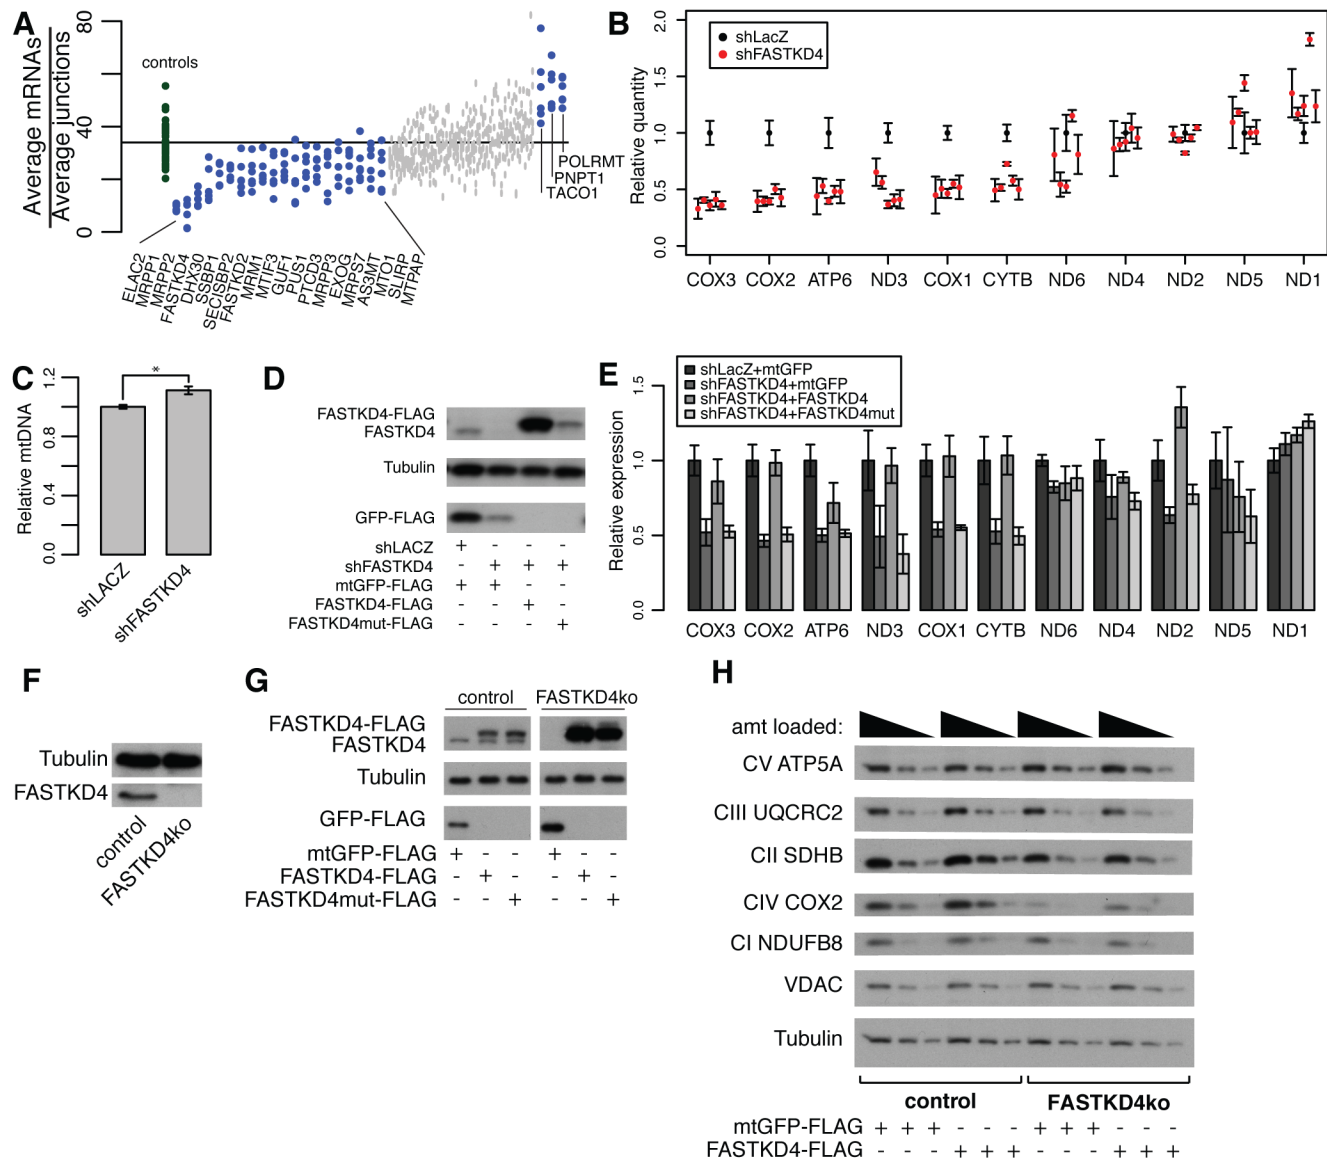 A
Average mRNAs
Average junctions
80
40
0
controls
POLRMT
PNPT1
TACO1
ELAC2
MRPP1
MRPP2
FASTKD4
DHX30
SSBP1
SECISBP2
FASTKD2
MRM1
MTIF3
GUF1
PUS1
PTCD3
MRPP3
EXOG
MRPS7
AS3MT
MTO1
SLIRP
MTPAP
B
Relative quantity
2.0
1.5
1.0
0.5
0.0
shLacZ
shFASTKD4
COX3 COX2 ATP6 ND3 COX1 CYTB ND6 ND4 ND2 ND5 ND1
C
Relative mtDNA
1.2
0.8
0.4
0.0
*
shLACZ
shFASTKD4
D
FASTKD4-FLAG
FASTKD4
Tubulin
GFP-FLAG
shLACZ + - - -
shFASTKD4 - + + +
mtGFP-FLAG + + - -
FASTKD4-FLAG - - + -
FASTKD4mut-FLAG - - - +
E
Relative expression
1.5
1.0
0.5
0.0
shLacZ+mtGFP
shFASTKD4+mtGFP
shFASTKD4+FASTKD4
shFASTKD4+FASTKD4mut
COX3 COX2 ATP6 ND3 COX1 CYTB ND6 ND4 ND2 ND5 ND1
F
Tubulin
FASTKD4
control
FASTKD4ko
G
control FASTKD4ko
FASTKD4-FLAG
FASTKD4
Tubulin
GFP-FLAG
mtGFP-FLAG + - - + - -
FASTKD4-FLAG - + - - + -
FASTKD4mut-FLAG - - + - - +
H
amt loaded:
CV ATP5A
CIII UQCRC2
CII SDHB
CIV COX2
CI NDUFB8
VDAC
Tubulin
control FASTKD4ko
mtGFP-FLAG + + + - - - + + + - - -
FASTKD4-FLAG - - - + + + - - - + + +